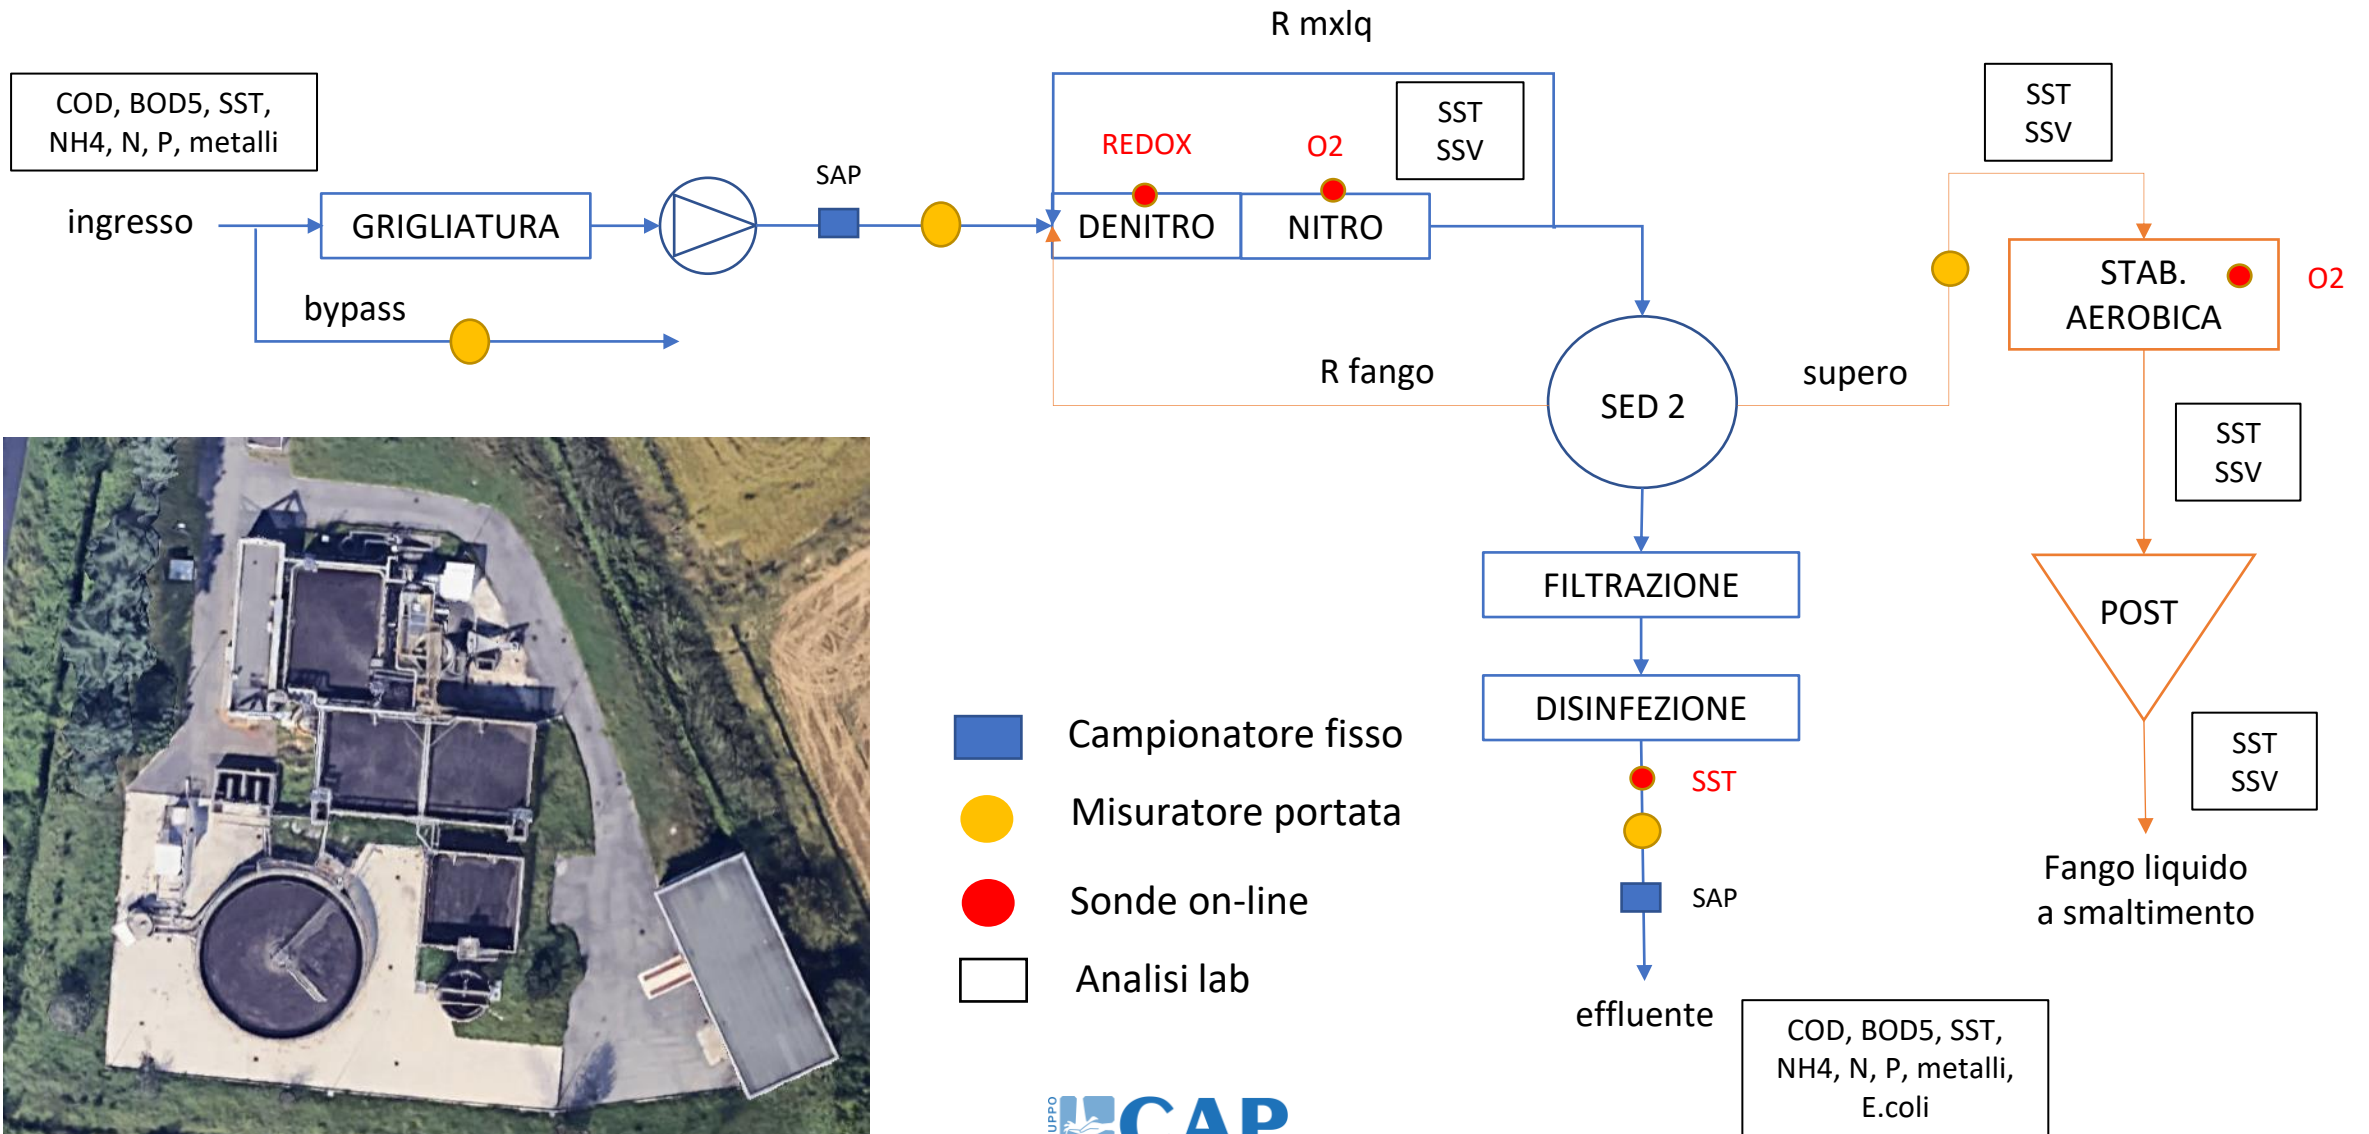 R mxlq
COD, BOD5, SST,
NH4, N, P, metalli
SST
SSV
SST
SSV
REDOX
O2
SAP
ingresso
GRIGLIATURA
DENITRO
NITRO
STAB.
AEROBICA
O2
bypass
R fango
SED 2
supero
SST
SSV
FILTRAZIONE
POST
DISINFEZIONE
Campionatore fisso
SST
SSV
SST
Misuratore portata
Fango liquido
a smaltimento
Sonde on-line
SAP
Analisi lab
effluente
COD, BOD5, SST,
NH4, N, P, metalli,
E.coli
CAP